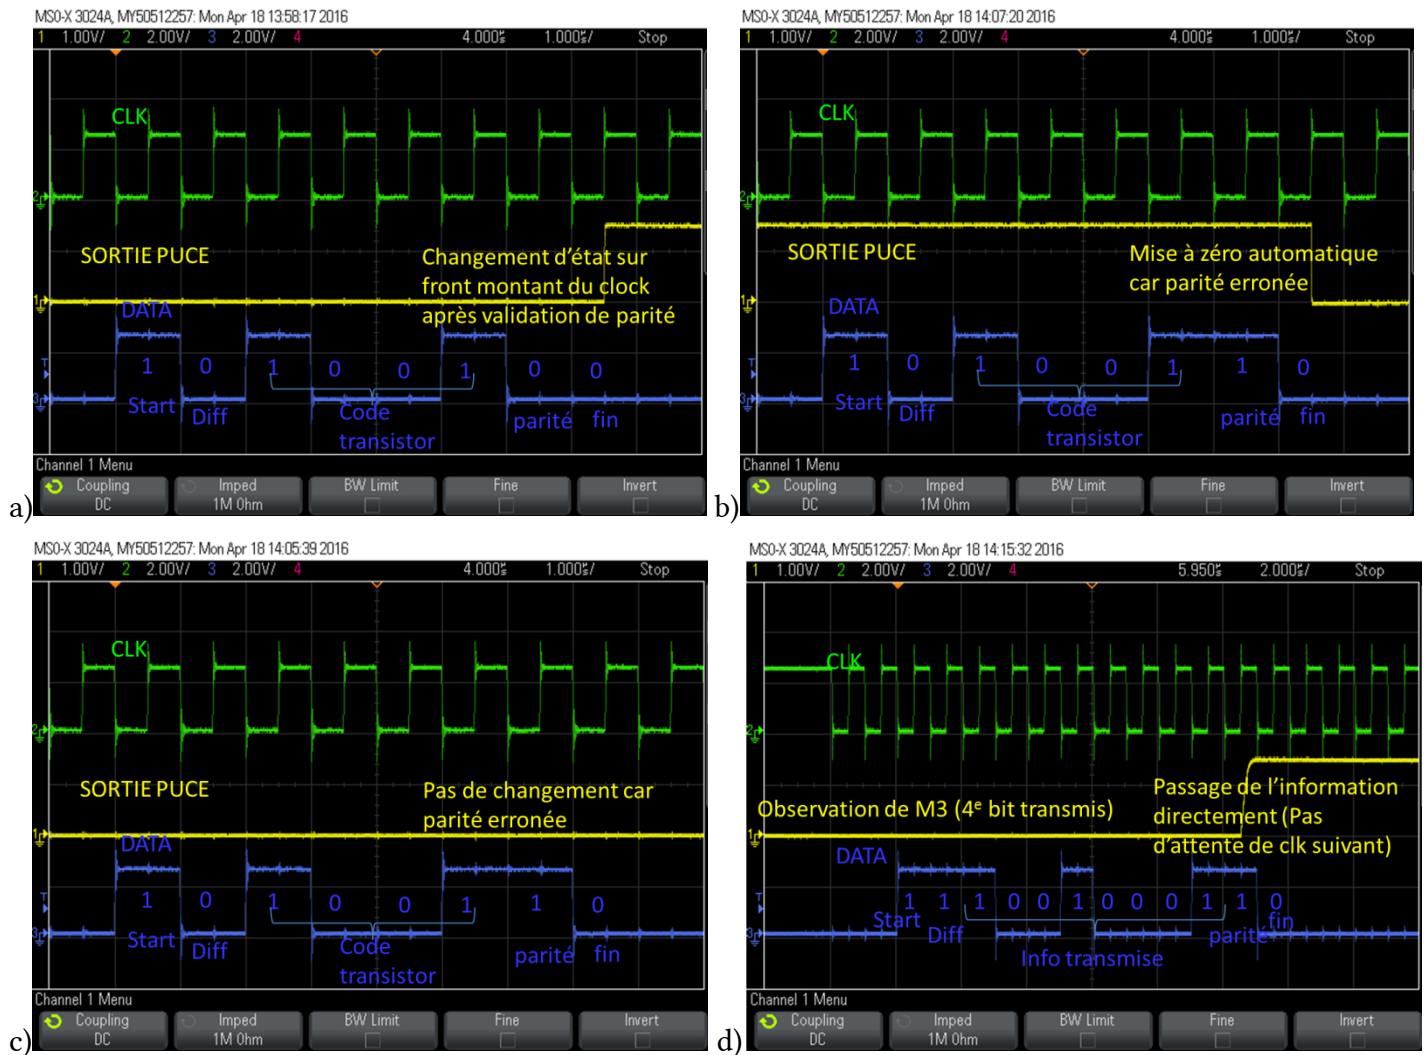 MSO-X 3024A, MY50512257: Mon Apr 18 13:58:17 2016
1 1.00V/ 2 2.00V/ 3 2.00V/ 4 4.000s 1.000s/ Stop
CLK
SORTIE PUCE
Changement d'état sur
front montant du clock
après validation de parité
DATA
1 0 1 0 0 1 0 0
Start Diff Code
transistor
parité fin
Channel 1 Menu
Coupling Imped BW Limit Fine Invert
DC 1M Ohm
a)
MSO-X 3024A, MY50512257: Mon Apr 18 14:07:20 2016
1 1.00V/ 2 2.00V/ 3 2.00V/ 4 4.000s 1.000s/ Stop
CLK
SORTIE PUCE
Mise à zéro automatique
car parité erronée
DATA
1 0 1 0 0 1 1 0
Start Diff Code
transistor
parité fin
Channel 1 Menu
Coupling Imped BW Limit Fine Invert
DC 1M Ohm
b)
MSO-X 3024A, MY50512257: Mon Apr 18 14:05:39 2016
1 1.00V/ 2 2.00V/ 3 2.00V/ 4 4.000s 1.000s/ Stop
CLK
SORTIE PUCE
Pas de changement car
parité erronée
DATA
1 0 1 0 0 1 1 0
Start Diff Code
transistor
parité fin
Channel 1 Menu
Coupling Imped BW Limit Fine Invert
DC 1M Ohm
c)
MSO-X 3024A, MY50512257: Mon Apr 18 14:15:32 2016
1 1.00V/ 2 2.00V/ 3 2.00V/ 4 5.950s 2.000s/ Stop
CLK
Observation de M3 (4e bit transmis)
Passage de l'information
directement (Pas
d'attente de clk suivant)
DATA
1 1 1 0 0 1 0 0 0 1 1 0
Start Diff Info transmise parité fin
Channel 1 Menu
Coupling Imped BW Limit Fine Invert
DC 1M Ohm
d)